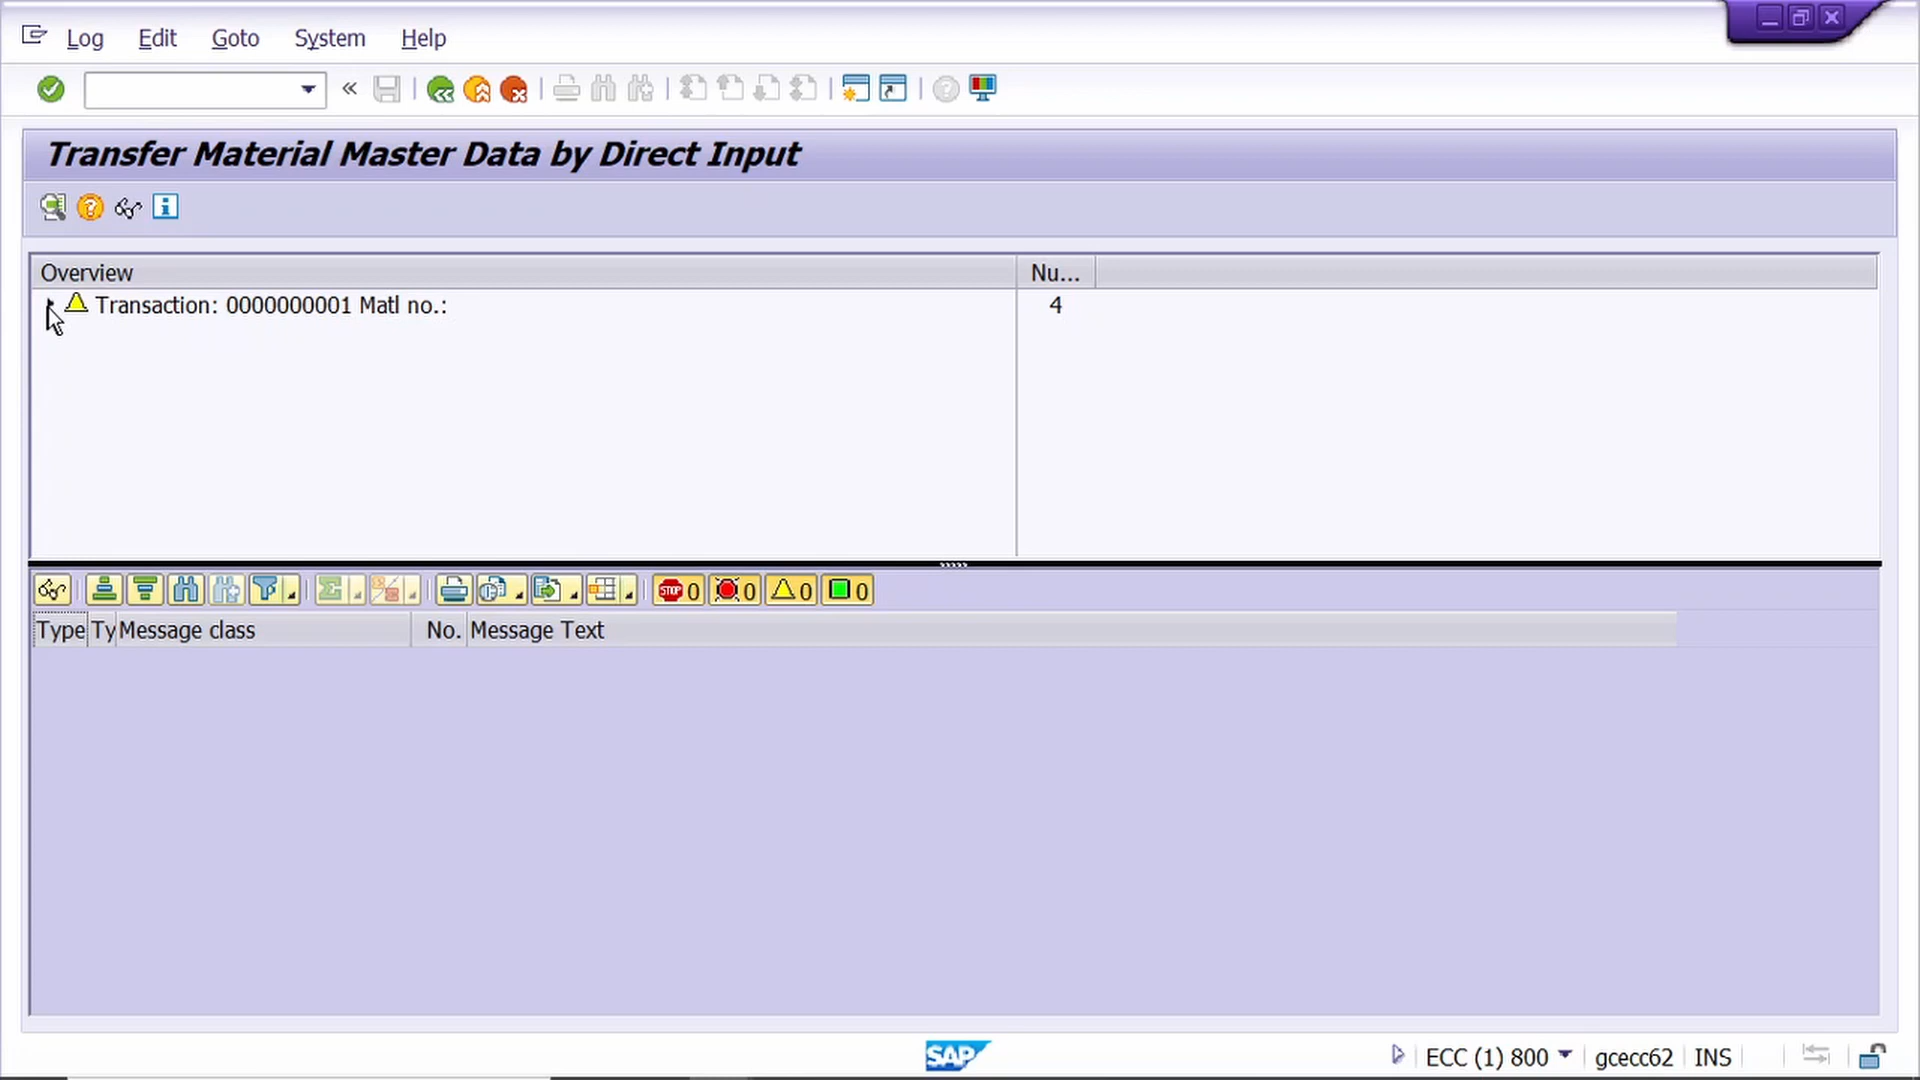 Log Edit Goto System Help
Transfer Material Master Data by Direct Input
Overview Nu...
Transaction: 0000000001 Matl no.: 4
STOP 0 0 0 0
Type Ty Message class No. Message Text
SAP ECC (1) 800 gcecc62 INS